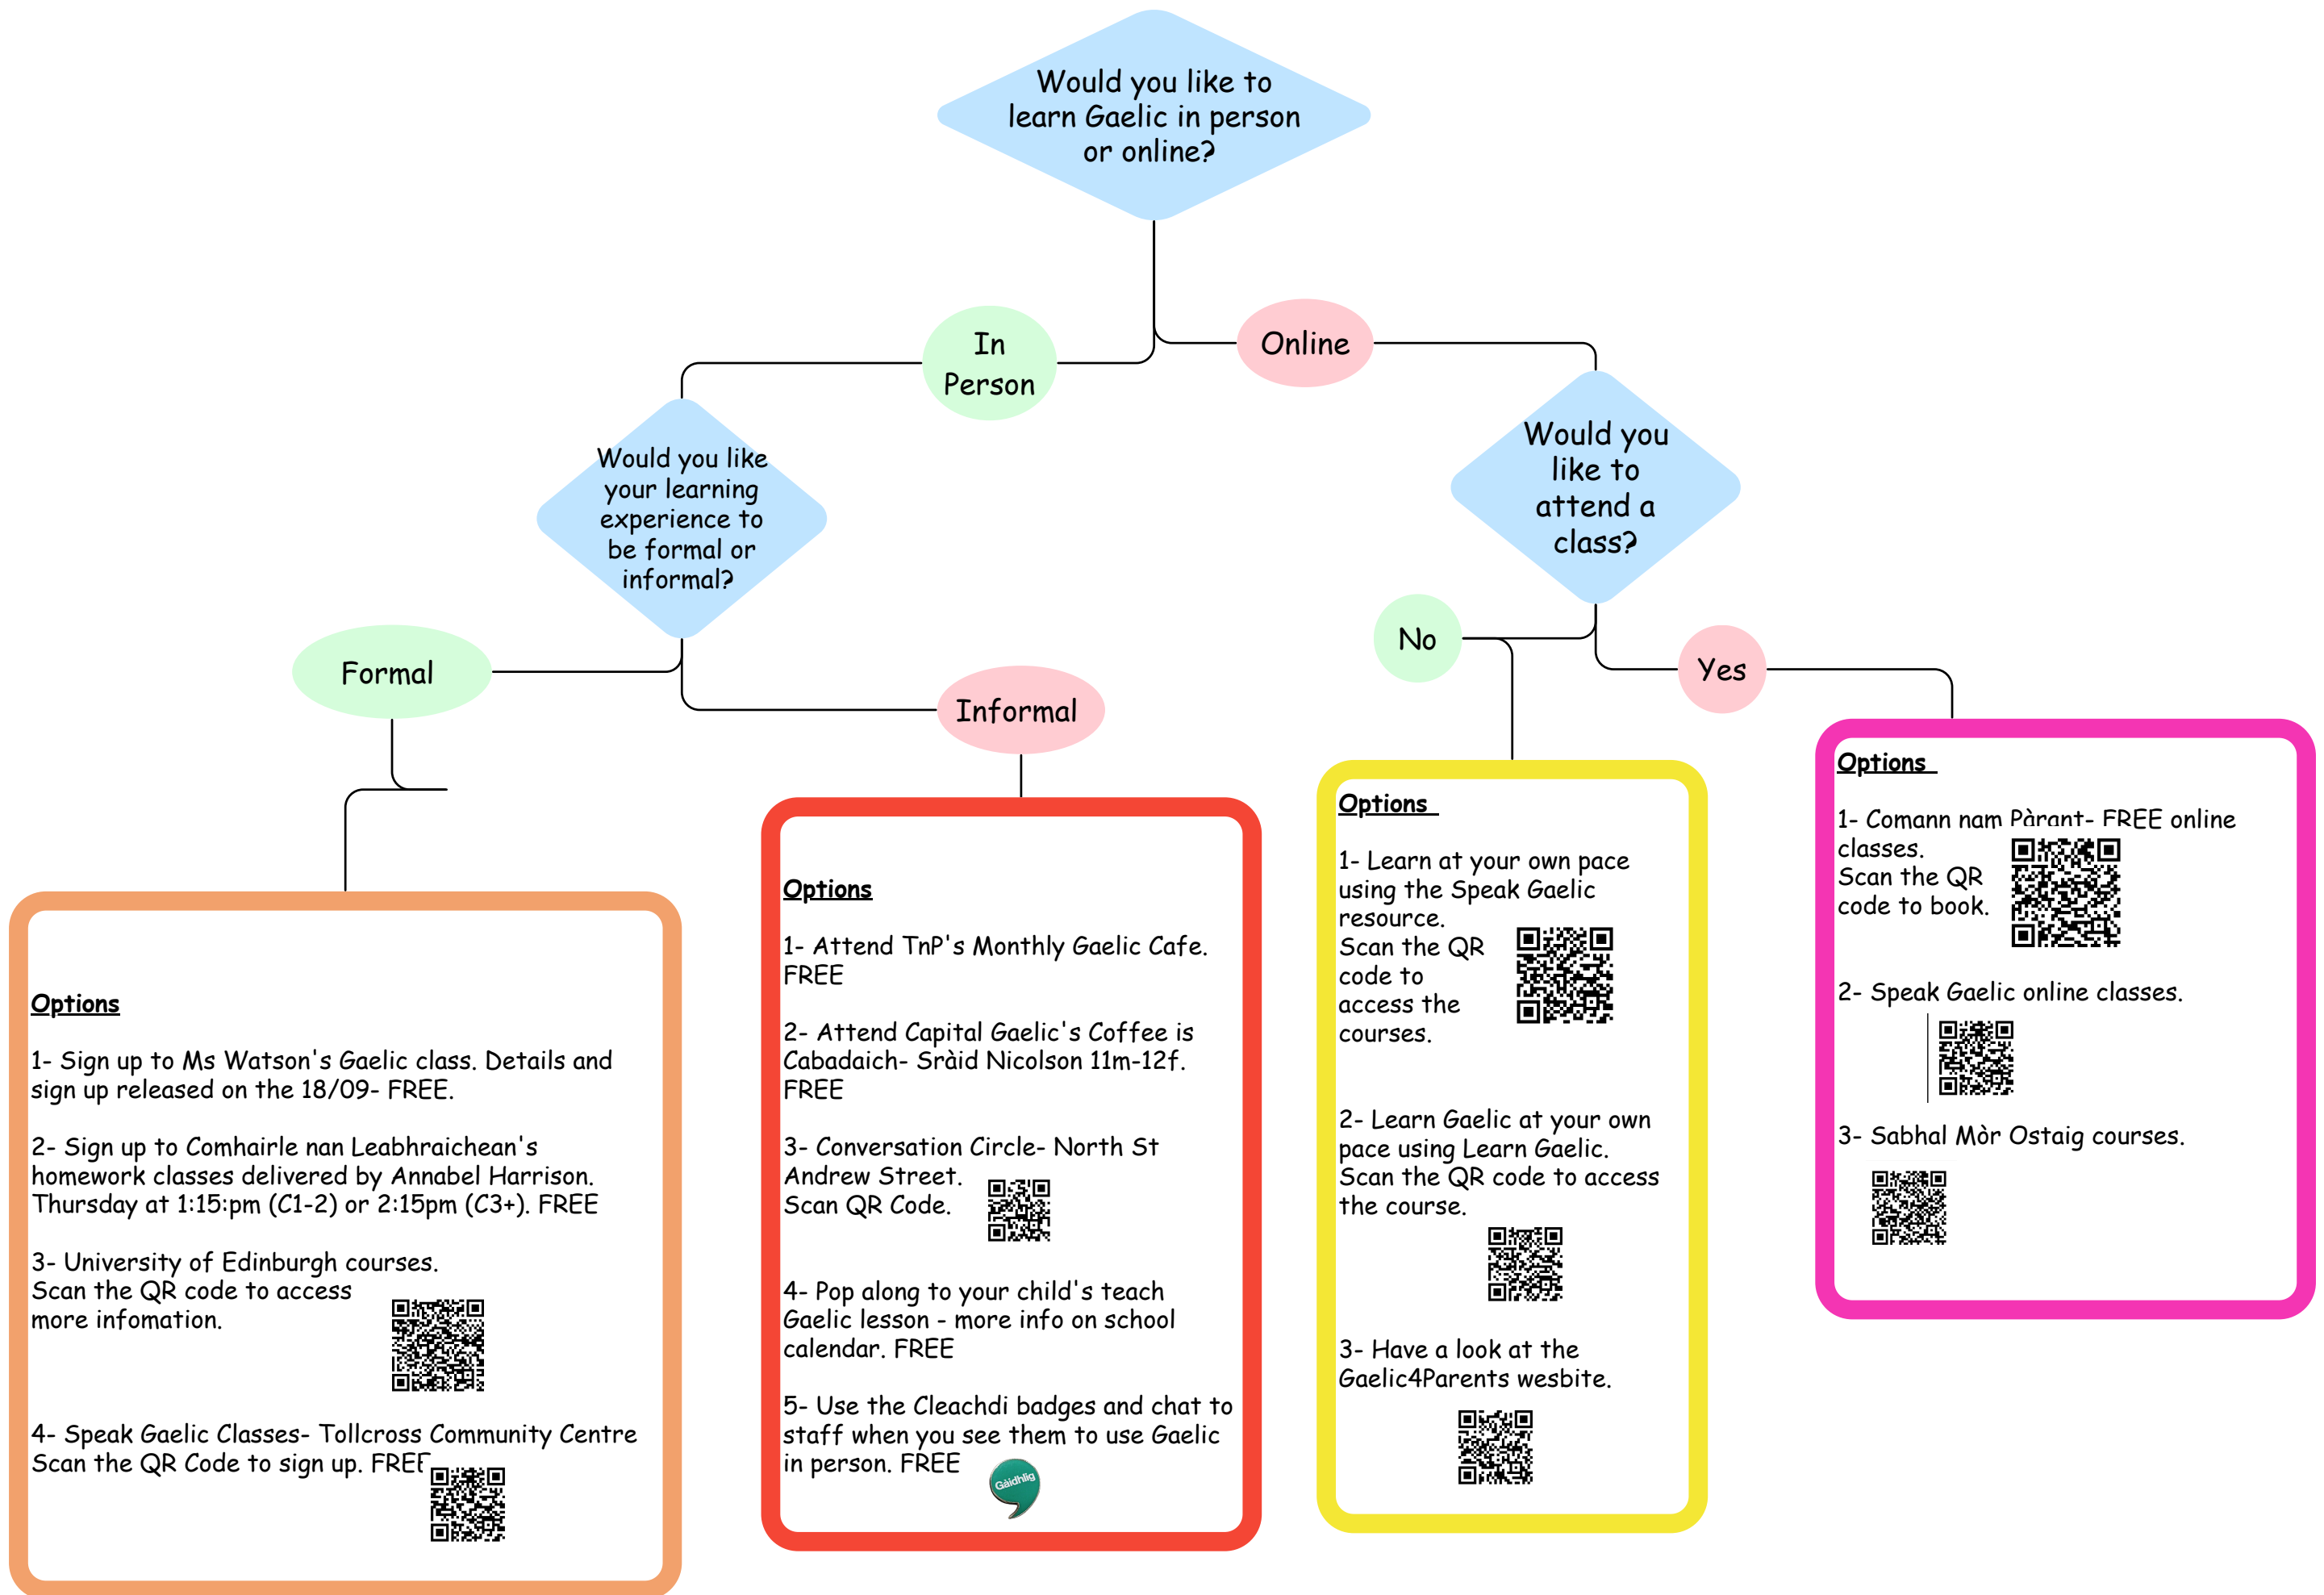 Would you like to
learn Gaelic in person
or online?
In
Person
Online
Would you like
your learning
experience to
be formal or
informal?
Would you
like to
attend a
class?
Formal
Informal
No
Yes
Options
1- Sign up to Ms Watson's Gaelic class. Details and
sign up released on the 18/09- FREE.
2- Sign up to Comhairle nan Leabhraichean's
homework classes delivered by Annabel Harrison.
Thursday at 1:15:pm (C1-2) or 2:15pm (C3+). FREE
3- University of Edinburgh courses.
Scan the QR code to access
more infomation.
4- Speak Gaelic Classes- Tollcross Community Centre
Scan the QR Code to sign up. FREE
Options
1- Attend TnP's Monthly Gaelic Cafe.
FREE
2- Attend Capital Gaelic's Coffee is
Cabadaich- Sràid Nicolson 11m-12f.
FREE
3- Conversation Circle- North St
Andrew Street.
Scan QR Code.
4- Pop along to your child's teach
Gaelic lesson - more info on school
calendar. FREE
5- Use the Cleachdi badges and chat to
staff when you see them to use Gaelic
in person. FREE
Gàidhlig
Options
1- Learn at your own pace
using the Speak Gaelic
resource.
Scan the QR
code to
access the
courses.
2- Learn Gaelic at your own
pace using Learn Gaelic.
Scan the QR code to access
the course.
3- Have a look at the
Gaelic4Parents wesbite.
Options
1- Comann nam Pàrant- FREE online
classes.
Scan the QR
code to book.
2- Speak Gaelic online classes.
3- Sabhal Mòr Ostaig courses.